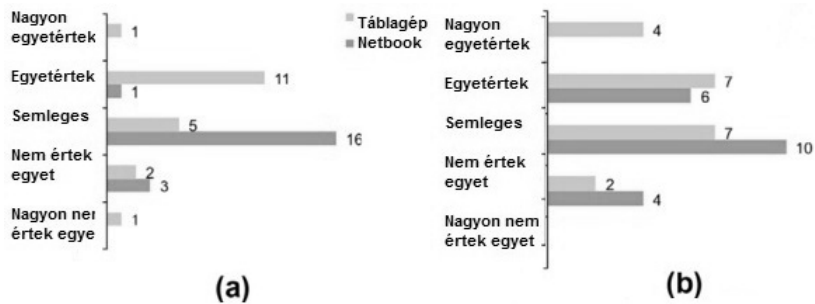 Nagyon
egyetértek
1
Egyetértek
11
1
Semleges
5
16
Nem értek
egyet
2
3
Nagyon ner
értek egye
1
(a)
Táblagép
Netbook
Nagyon
egyetértek
4
Egyetértek
7
6
Semleges
7
10
Nem értek
egyet
2
4
Nagyon nem
értek egyet
(b)